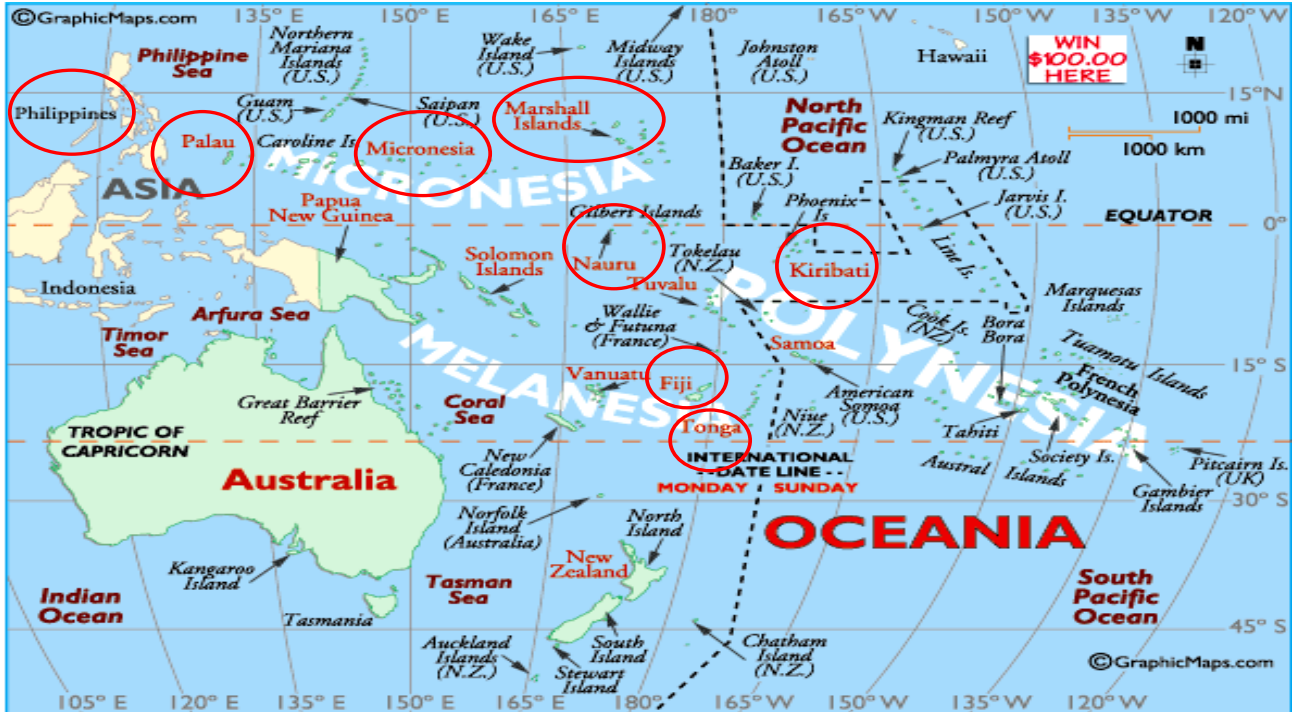 ©GraphicMaps.com
150° E
165° E
180°
165° W
150° W
135° W
120° W
Philippine
Sea
Northern
Mariana
Islands
(U.S.)
Wake
Island
(U.S.)
Midway
Islands
(U.S.)
Johnston
Atoll
(U.S.)
Hawaii
WIN
$100.00
HERE
N
Philippines
Guam
(U.S.)
Saipan
(U.S.)
Marshall
Islands
North
Pacific
Ocean
Kingman Reef
(U.S.)
15°N
1000 mi
1000 km
Palau
Caroline Is.
Micronesia
MICRONESIA
Baker I.
(U.S.)
Palmyra Atoll
(U.S.)
ASIA
Papua
New Guinea
Gilbert Islands
Phoenix
Is
Jarvis I.
(U.S.)
EQUATOR
0°
Indonesia
Solomon
Islands
Nauru
Tokelau
(N.Z.)
Kiribati
Line Is.
Tuvalu
POLYNESIA
Marquesas
Islands
Arfura Sea
Timor
Sea
Wallie
& Futuna
(France)
Cook Is.
(NZ)
Bora
Bora
Samoa
Tuamotu Islands
MELANESIA
Vanuatu
Fiji
15° S
French
Polynesia
Great Barrier
Reef
Coral
Sea
American
Somoa
(U.S.)
Tonga
Niue
(N.Z.)
Tahiti
TROPIC OF
CAPRICORN
Australia
New
Caledonia
(France)
INTERNATIONAL
DATE LINE
MONDAY SUNDAY
Austral Islands
Society Is.
Gambier
Islands
Pitcairn Is.
(UK)
30° S
Norfolk
Island
(Australia)
North
Island
OCEANIA
Kangaroo
Island
Tasman
Sea
New
Zealand
South
Pacific
Ocean
Indian
Ocean
Tasmania
45° S
Auckland
Islands
(N.Z.)
South
Island
Stewart
Island
Chatham
Island
(N.Z.)
©GraphicMaps.com
105° E
120° E
135° E
150° E
165° E
180°
165° W
150° W
135° W
120° W